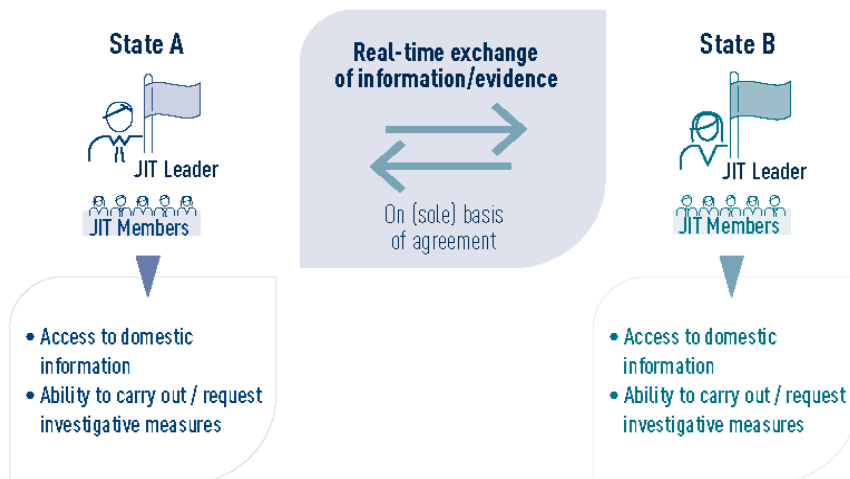 State A
JIT Leader
JIT Members
• Access to domestic
information
• Ability to carry out / request
investigative measures
Real-time exchange
of information/evidence
On (sole) basis
of agreement
State B
JIT Leader
JIT Members
• Access to domestic
information
• Ability to carry out / request
investigative measures